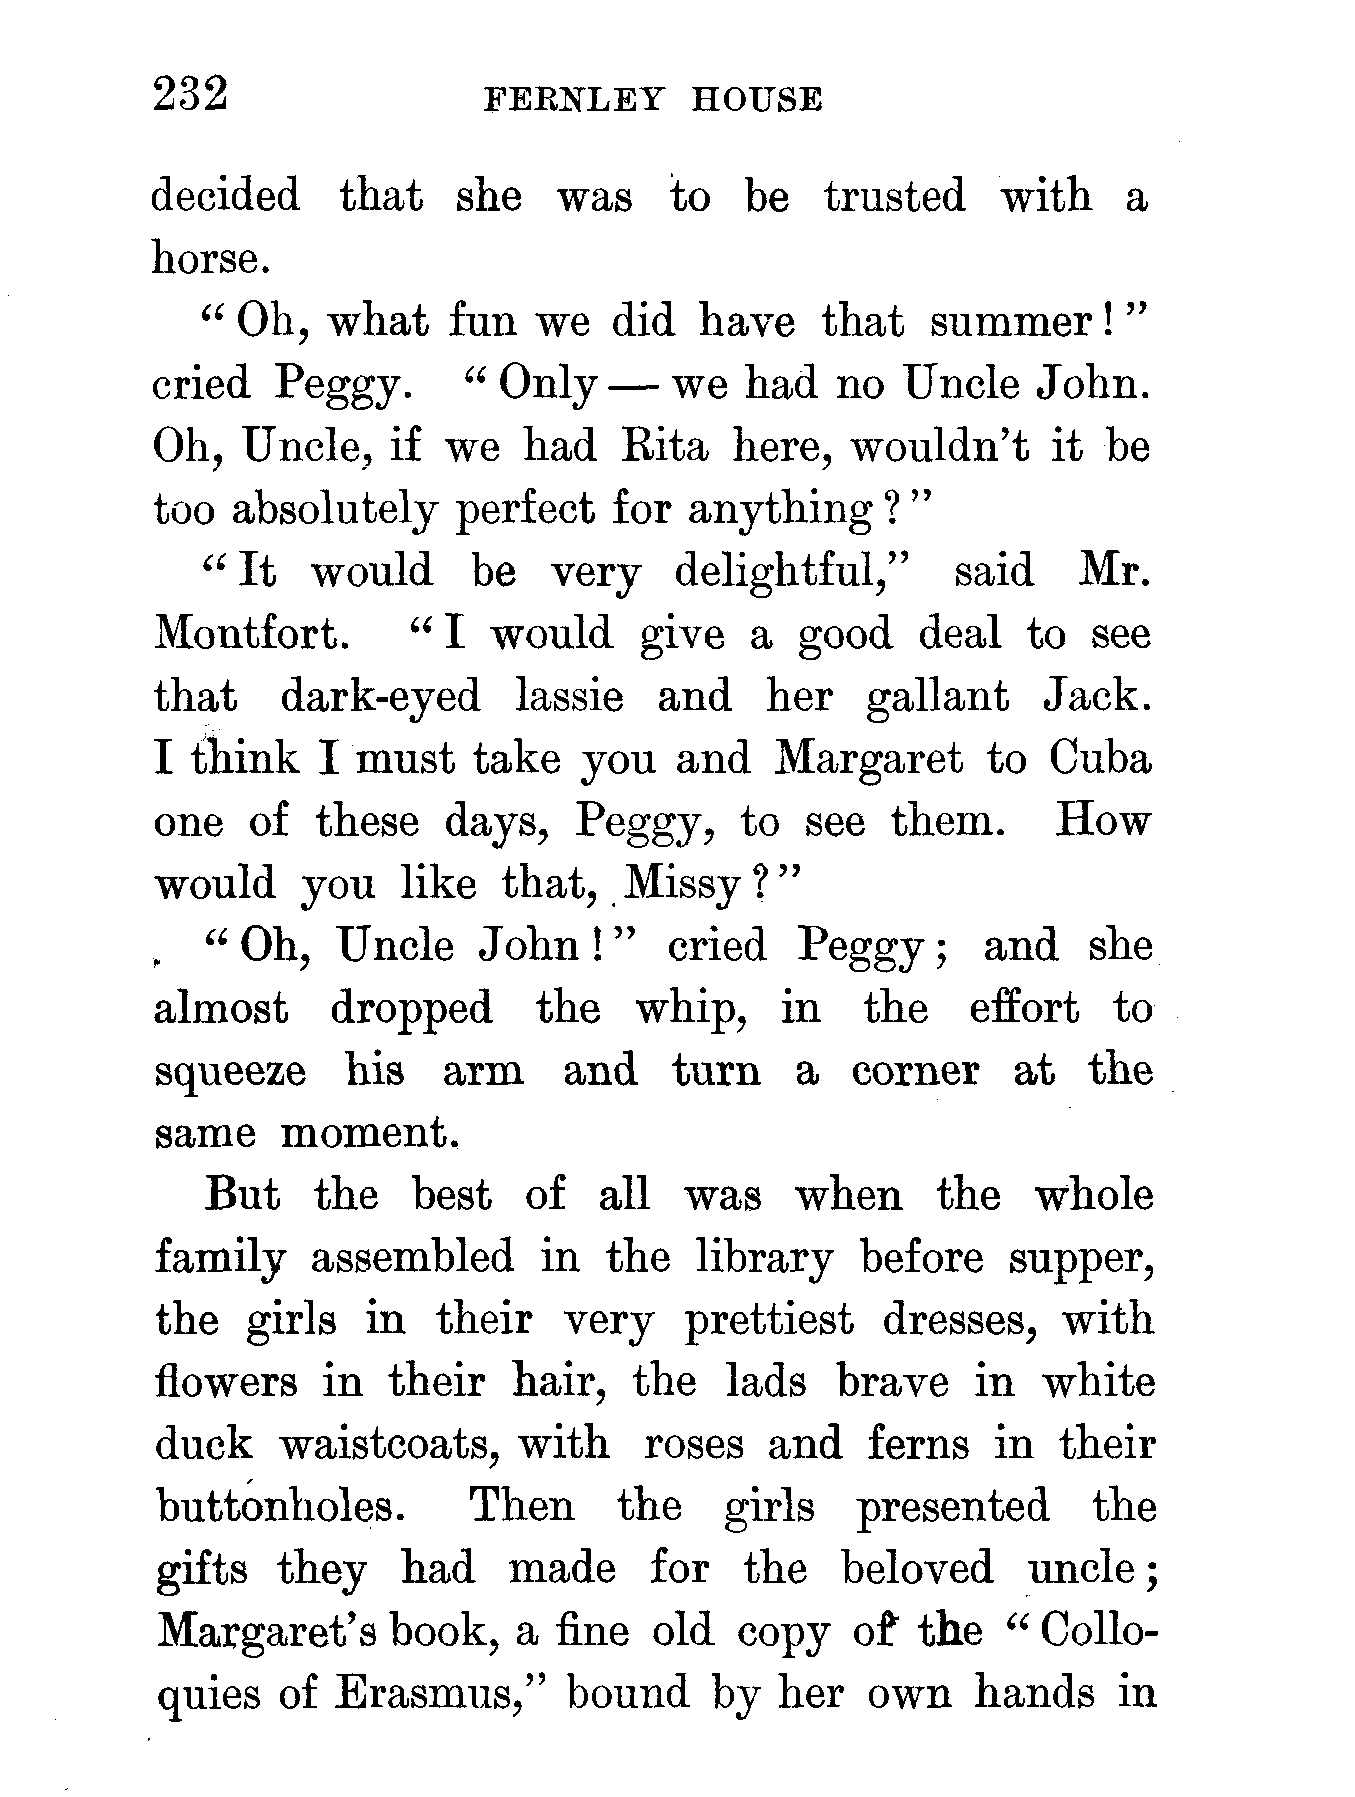 232 FERNLEY HOUSE
decided that she was to be trusted with a
horse.
“ Oh, what fun we did have that summer ! ”
cried Peggy. “ Only — we had no Uncle John.
Oh, Uncle, if we had Rita here, wouldn’t it be
too absolutely perfect for anything ? ”
“ It would be very delightful,” said Mr.
Montfort. “ I would give a good deal to see
that dark-eyed lassie and her gallant Jack.
I think I must take you and Margaret to Cuba
one of these days, Peggy, to see them. How
would you like that, Missy ? ”
“ Oh, Uncle John ! ” cried Peggy ; and she
almost dropped the whip, in the effort to
squeeze his arm and turn a corner at the
same moment.
But the best of all was when the whole
family assembled in the library before supper,
the girls in their very prettiest dresses, with
flowers in their hair, the lads brave in white
duck waistcoats, with roses and ferns in their
buttonholes. Then the girls presented the
gifts they had made for the beloved uncle ;
Margaret’s book, a fine old copy of the “ Collo-
quies of Erasmus,” bound by her own hands in